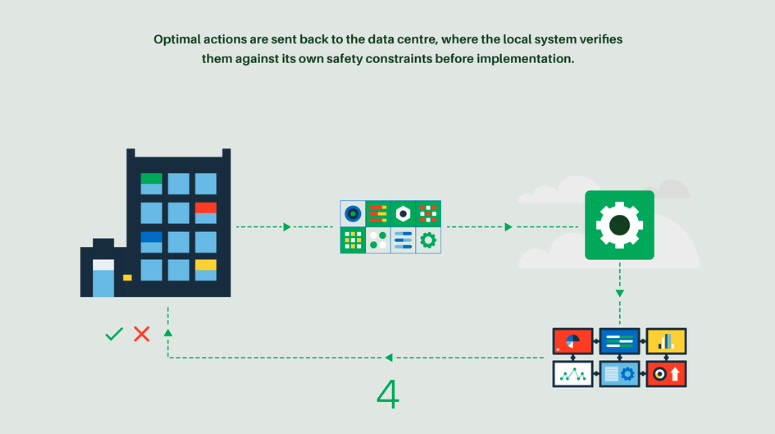 Optimal actions are sent back to the data centre, where the local system verifies
them against its own safety constraints before implementation.
4